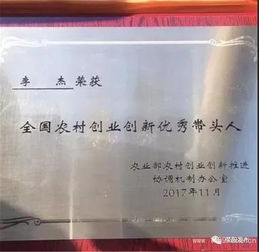 李 杰 荣获
全国农村创业创新优秀带头人
农业部农村创业创新推进
协调机制办公室
2017年11月